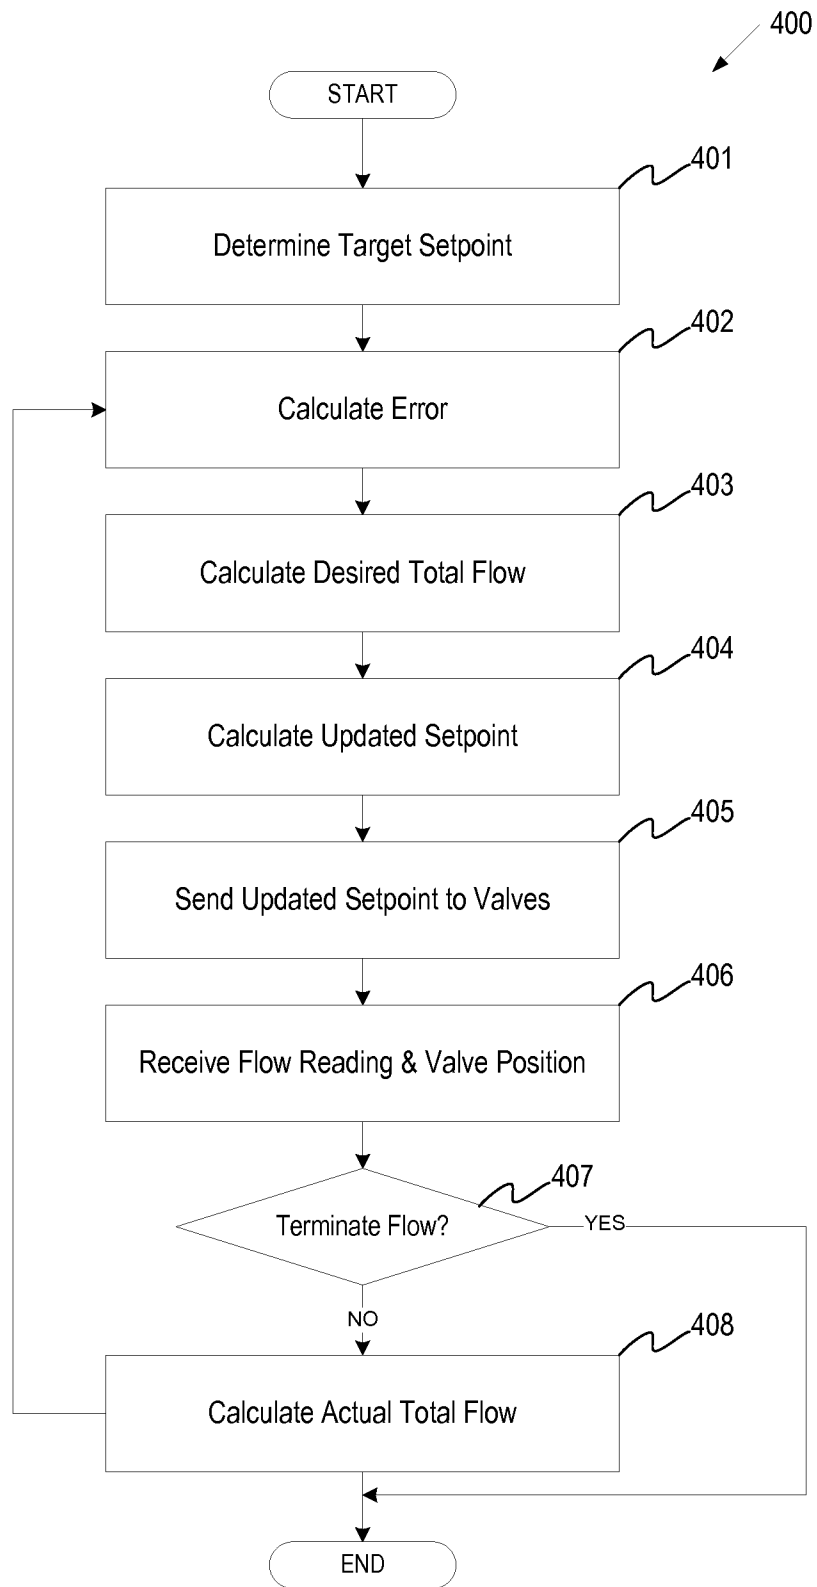 400
START
401
Determine Target Setpoint
402
Calculate Error
403
Calculate Desired Total Flow
404
Calculate Updated Setpoint
405
Send Updated Setpoint to Valves
406
Receive Flow Reading & Valve Position
407
Terminate Flow?
YES
NO
408
Calculate Actual Total Flow
END